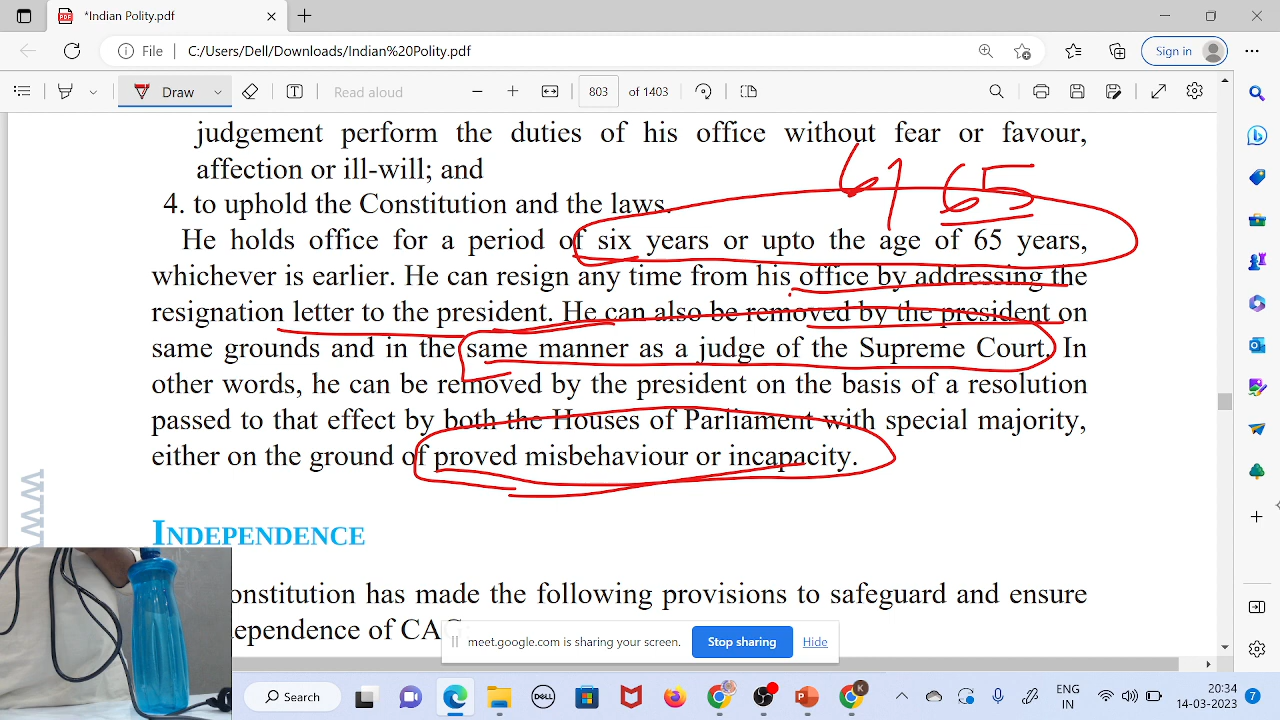 *Indian Polity.pdf
File C:/Users/Dell/Downloads/Indian%20Polity.pdf Sign in
Draw Read aloud 803 of 1403
judgement perform the duties of his office without fear or favour,
affection or ill-will; and
61 65
4. to uphold the Constitution and the laws.
He holds office for a period of six years or upto the age of 65 years,
whichever is earlier. He can resign any time from his office by addressing the
resignation letter to the president. He can also be removed by the president on
same grounds and in the same manner as a judge of the Supreme Court. In
other words, he can be removed by the president on the basis of a resolution
passed to that effect by both the Houses of Parliament with special majority,
either on the ground of proved misbehaviour or incapacity.
INDEPENDENCE
onstitution has made the following provisions to safeguard and ensure
ependence of CAG
meet.google.com is sharing your screen. Stop sharing Hide
Search DELL K ENG 20:34
IN 14-03-2023 7